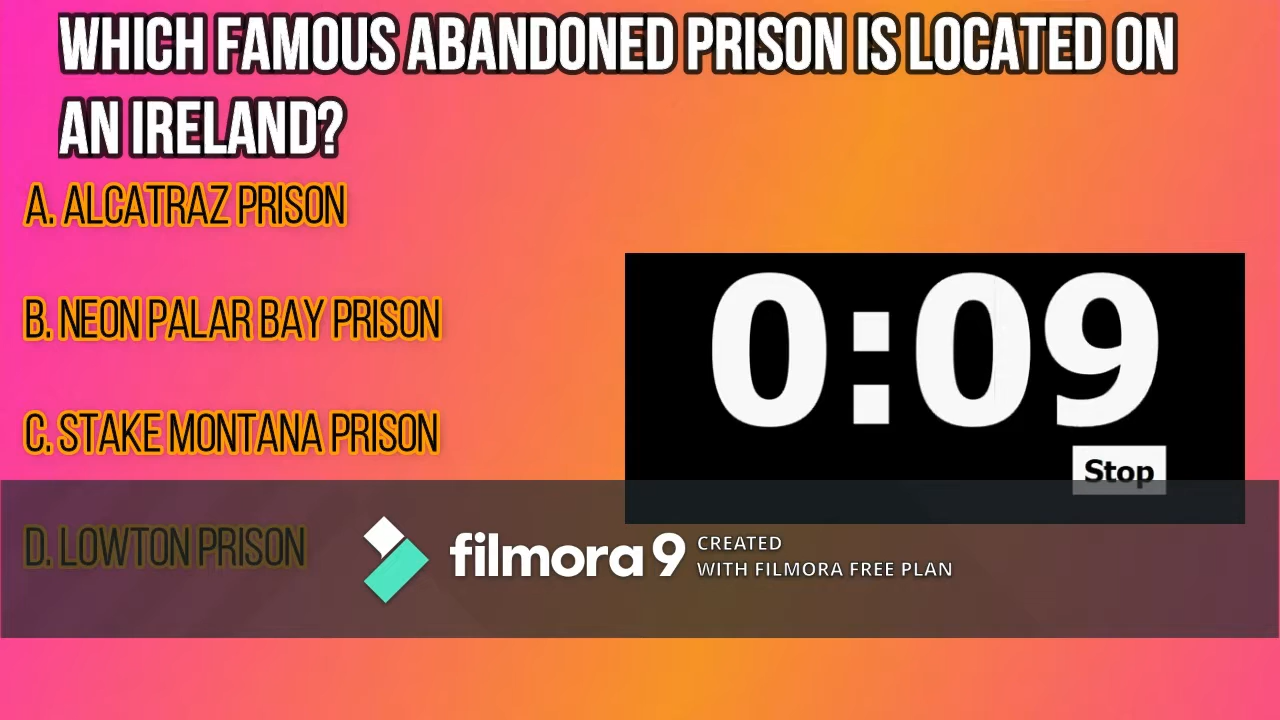 WHICH FAMOUS ABANDONED PRISON IS LOCATED ON
AN IRELAND?
A. ALCATRAZ PRISON
B. NEON PALAR BAY PRISON
C. STAKE MONTANA PRISON
D. LOWTON PRISON
0:09
Stop
filmora 9
CREATED
WITH FILMORA FREE PLAN